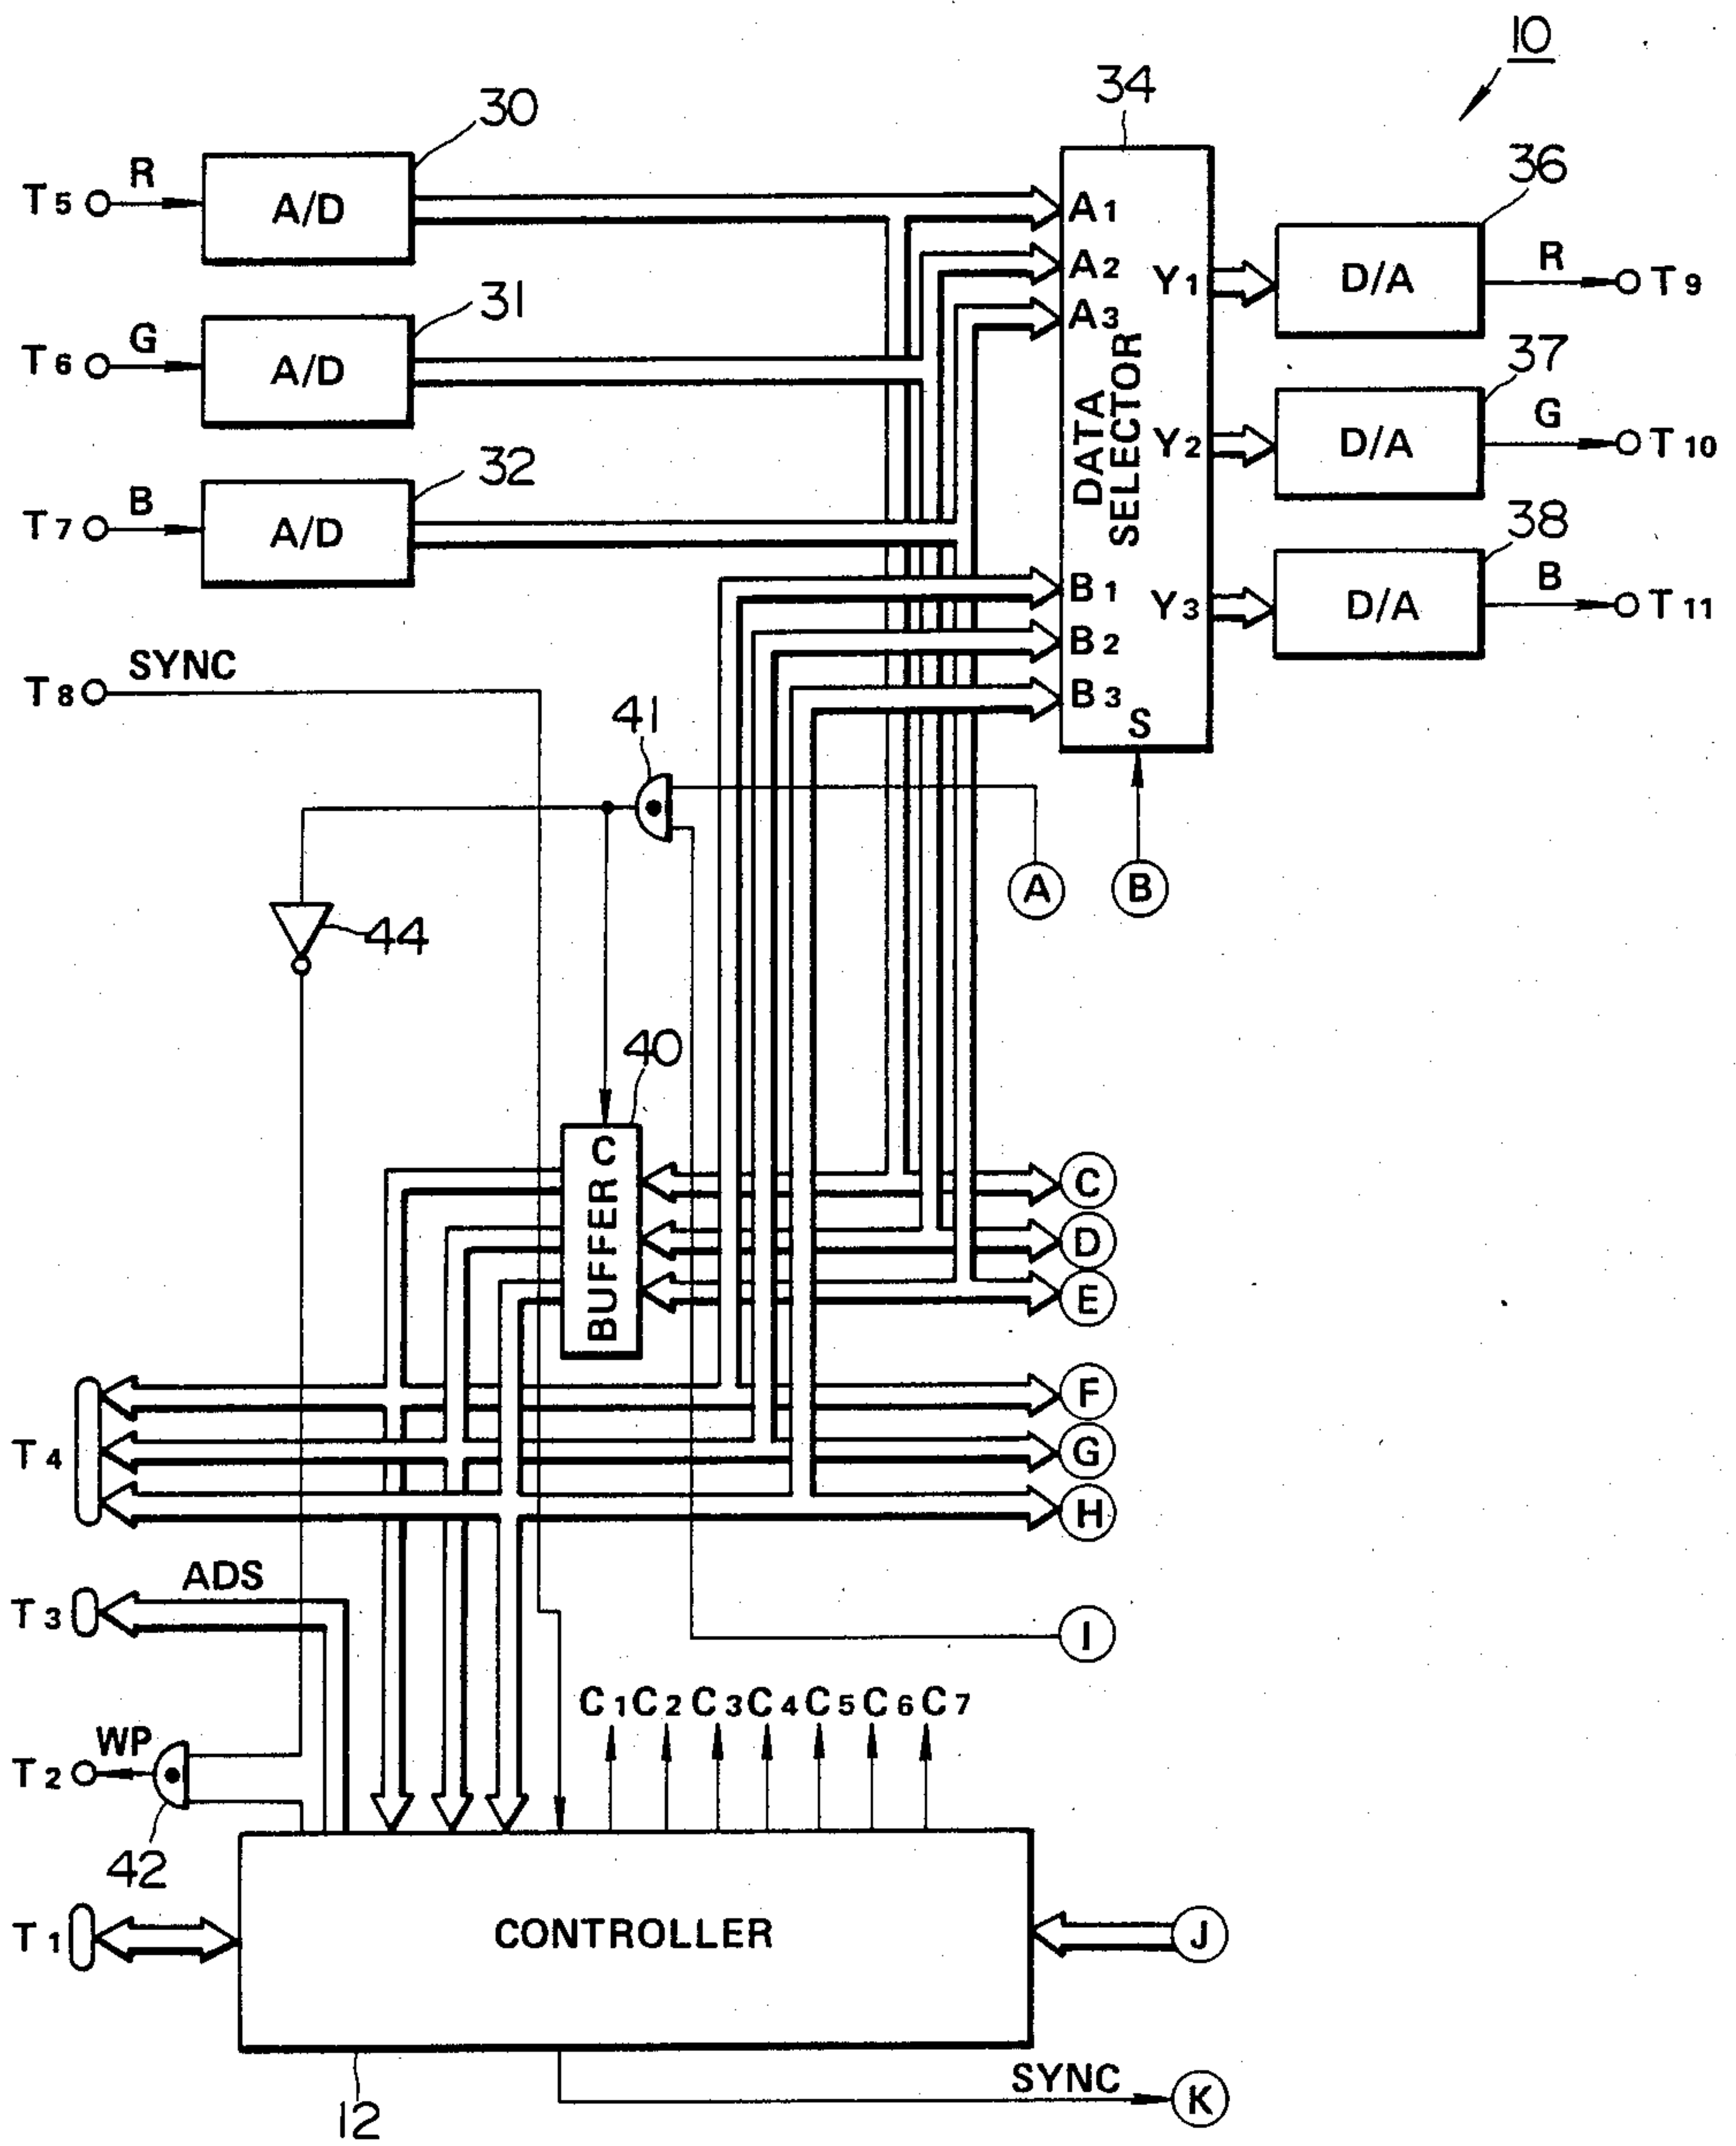 10
34
30
36
T5 R A/D A1
A2 Y1 D/A R T9
A3
31
37
T6 G A/D
DATA SELECTOR
Y2 D/A G T10
32
38
T7 B A/D
B1 Y3 D/A B T11
B2
B3
S
T8 SYNC
41
A B
44
40
C
BUFFER
C
D
E
F
T4 G
H
ADS
T3
I
C1 C2 C3 C4 C5 C6 C7
WP
T2
42
T1 CONTROLLER J
SYNC K
12